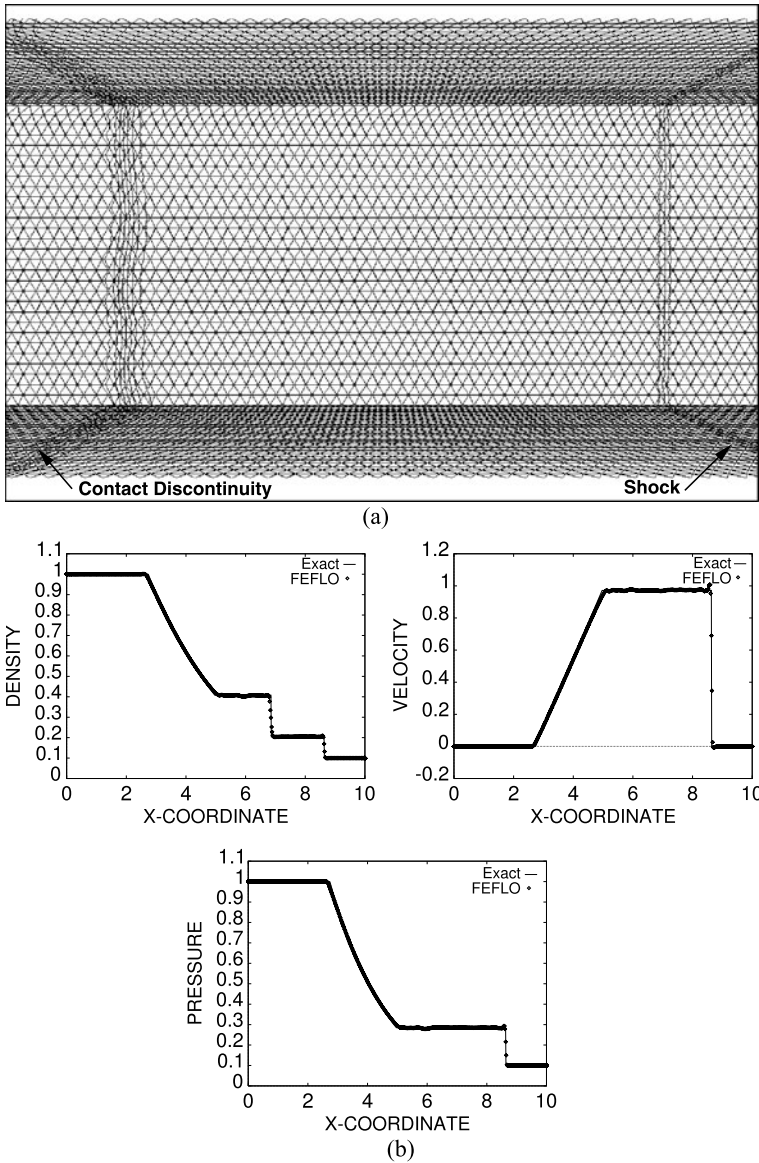 Contact Discontinuity
Shock
(a)
1.1
1
0.9
0.8
0.7
0.6
0.5
0.4
0.3
0.2
0.1
0
0 2 4 6 8 10
DENSITY
X-COORDINATE
Exact
FEFLO
1.2
1
0.8
0.6
0.4
0.2
0
-0.2
0 2 4 6 8 10
VELOCITY
X-COORDINATE
Exact
FEFLO
1.1
1
0.9
0.8
0.7
0.6
0.5
0.4
0.3
0.2
0.1
0
0 2 4 6 8 10
PRESSURE
X-COORDINATE
Exact
FEFLO
(b)